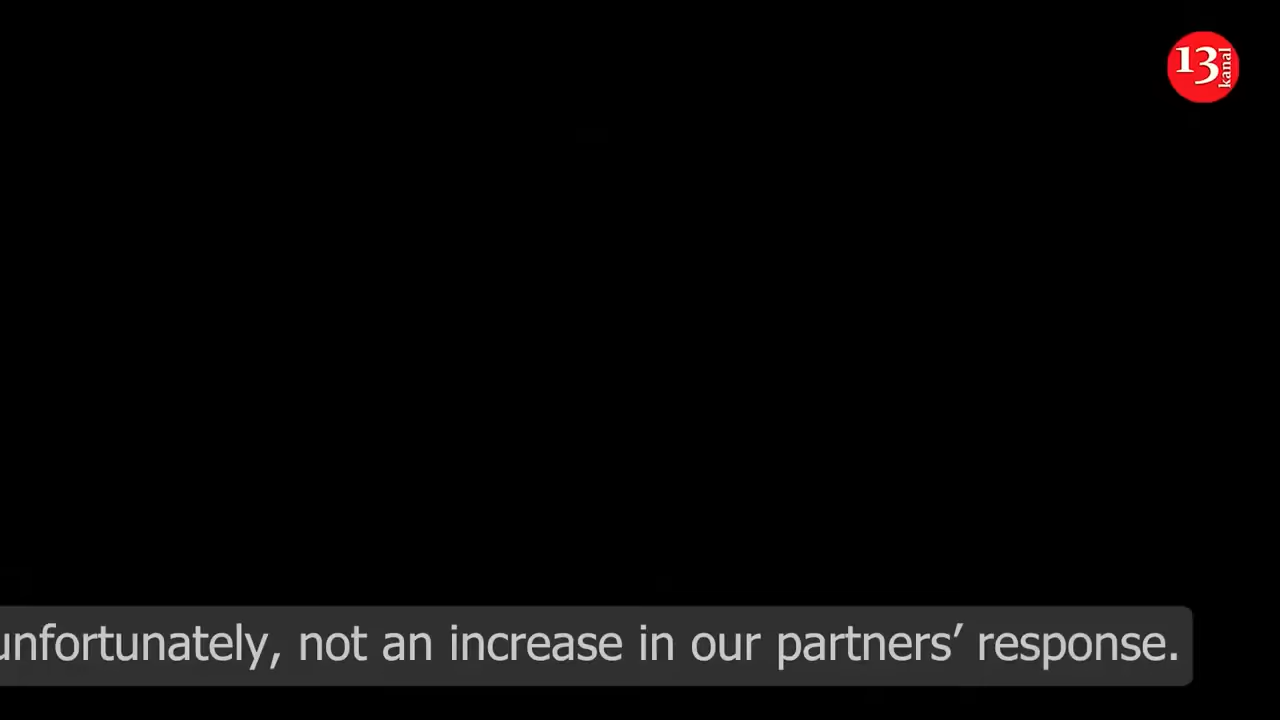 13
kanal
unfortunately, not an increase in our partners’ response.